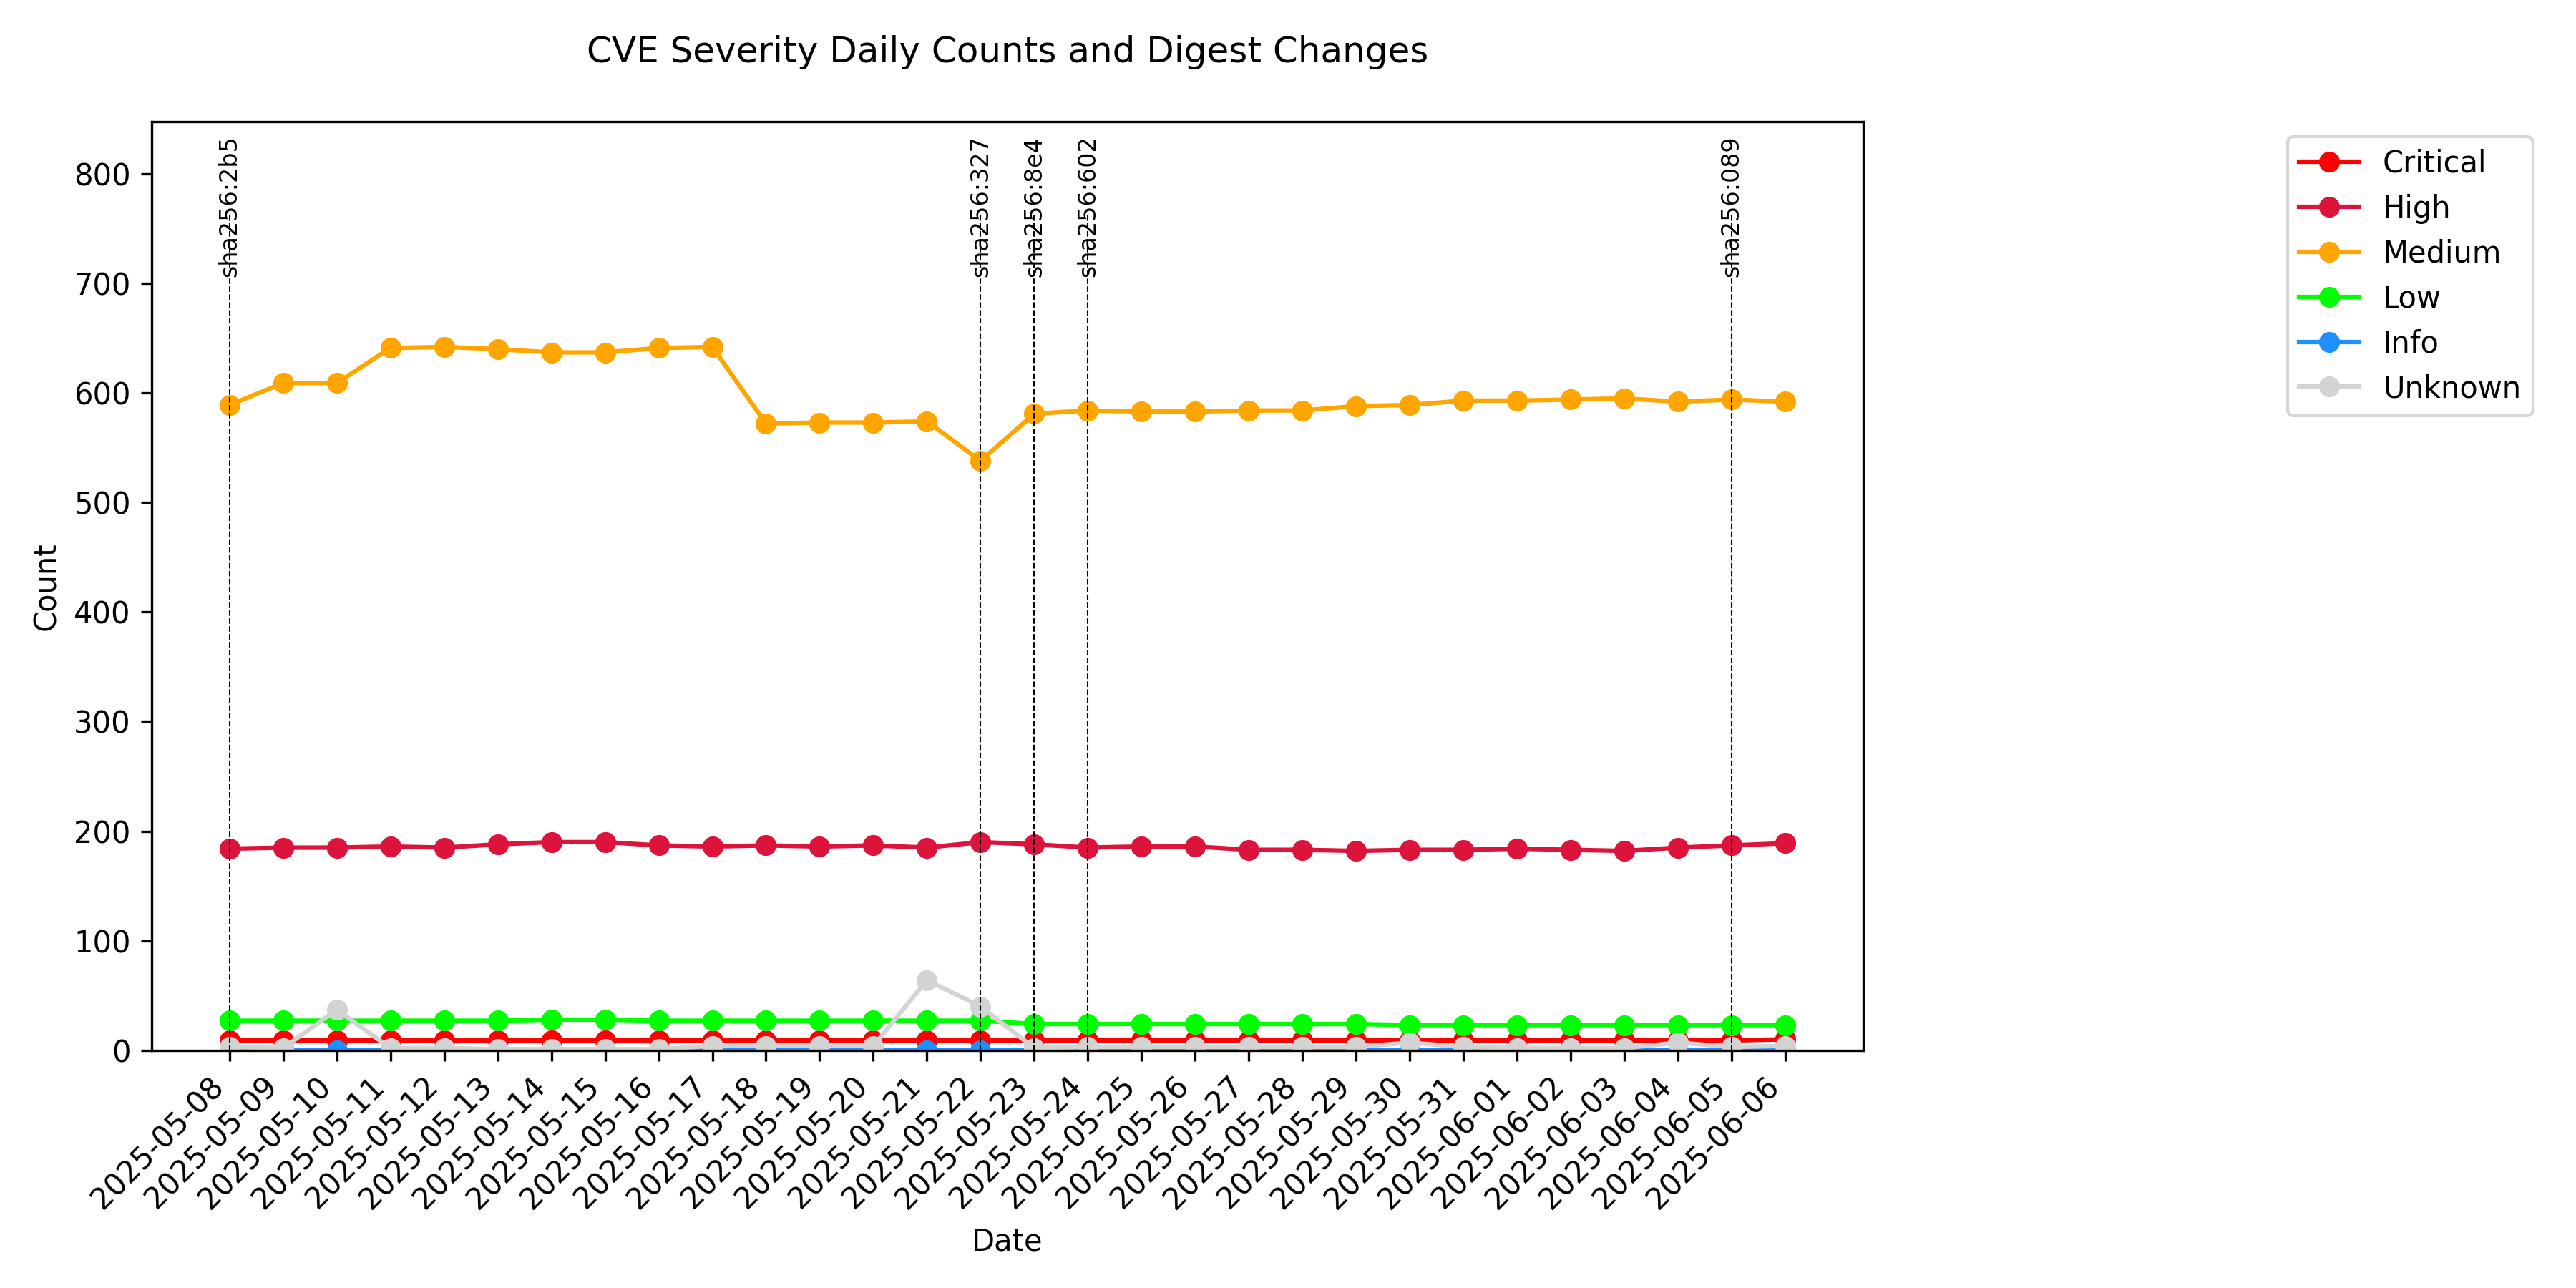 CVE Severity Daily Counts and Digest Changes
sha256:2b5
sha256:327
sha256:8e4
sha256:602
sha256:089
Critical
High
Medium
Low
Info
Unknown
Count
800
700
600
500
400
300
200
100
0
2025-05-08
2025-05-09
2025-05-10
2025-05-11
2025-05-12
2025-05-13
2025-05-14
2025-05-15
2025-05-16
2025-05-17
2025-05-18
2025-05-19
2025-05-20
2025-05-21
2025-05-22
2025-05-23
2025-05-24
2025-05-25
2025-05-26
2025-05-27
2025-05-28
2025-05-29
2025-05-30
2025-05-31
2025-06-01
2025-06-02
2025-06-03
2025-06-04
2025-06-05
2025-06-06
Date